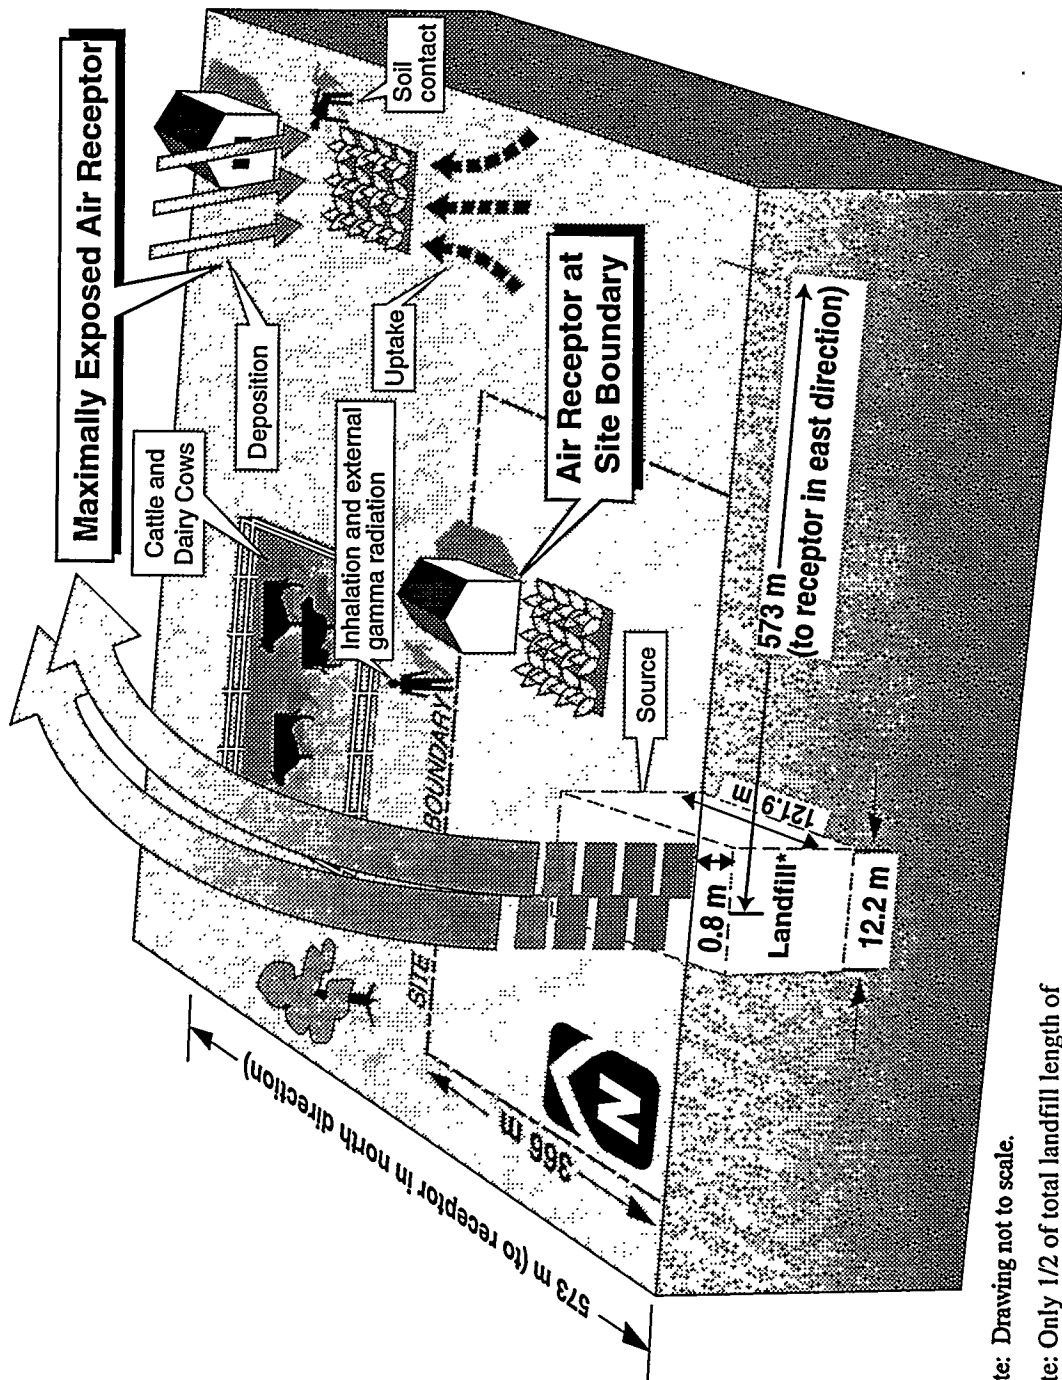 Maximally Exposed Air Receptor
Cattle and
Dairy Cows
Deposition
Soil
contact
Inhalation and external
gamma radiation
Uptake
Air Receptor at
Site Boundary
SITE BOUNDARY
Source
573 m (to receptor in north direction)
366 m
N
0.8 m
121.9 m
Landfill*
12.2 m
573 m
(to receptor in east direction)
te: Drawing not to scale.
te: Only 1/2 of total landfill length of